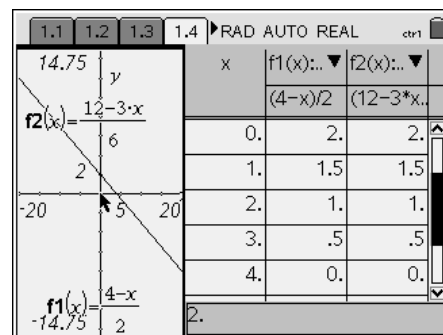 1.1 1.2 1.3 1.4 RAD AUTO REAL ctrl
14.75 y
f2(x)=12-3·x
6
2
-20 5 20
f1(x)=4-x
-14.75 2
x f1(x):.. ▼ f2(x):.. ▼
(4-x)/2 (12-3*x..
0. 2. 2.
1. 1.5 1.5
2. 1. 1.
3. .5 .5
4. 0. 0.
2.